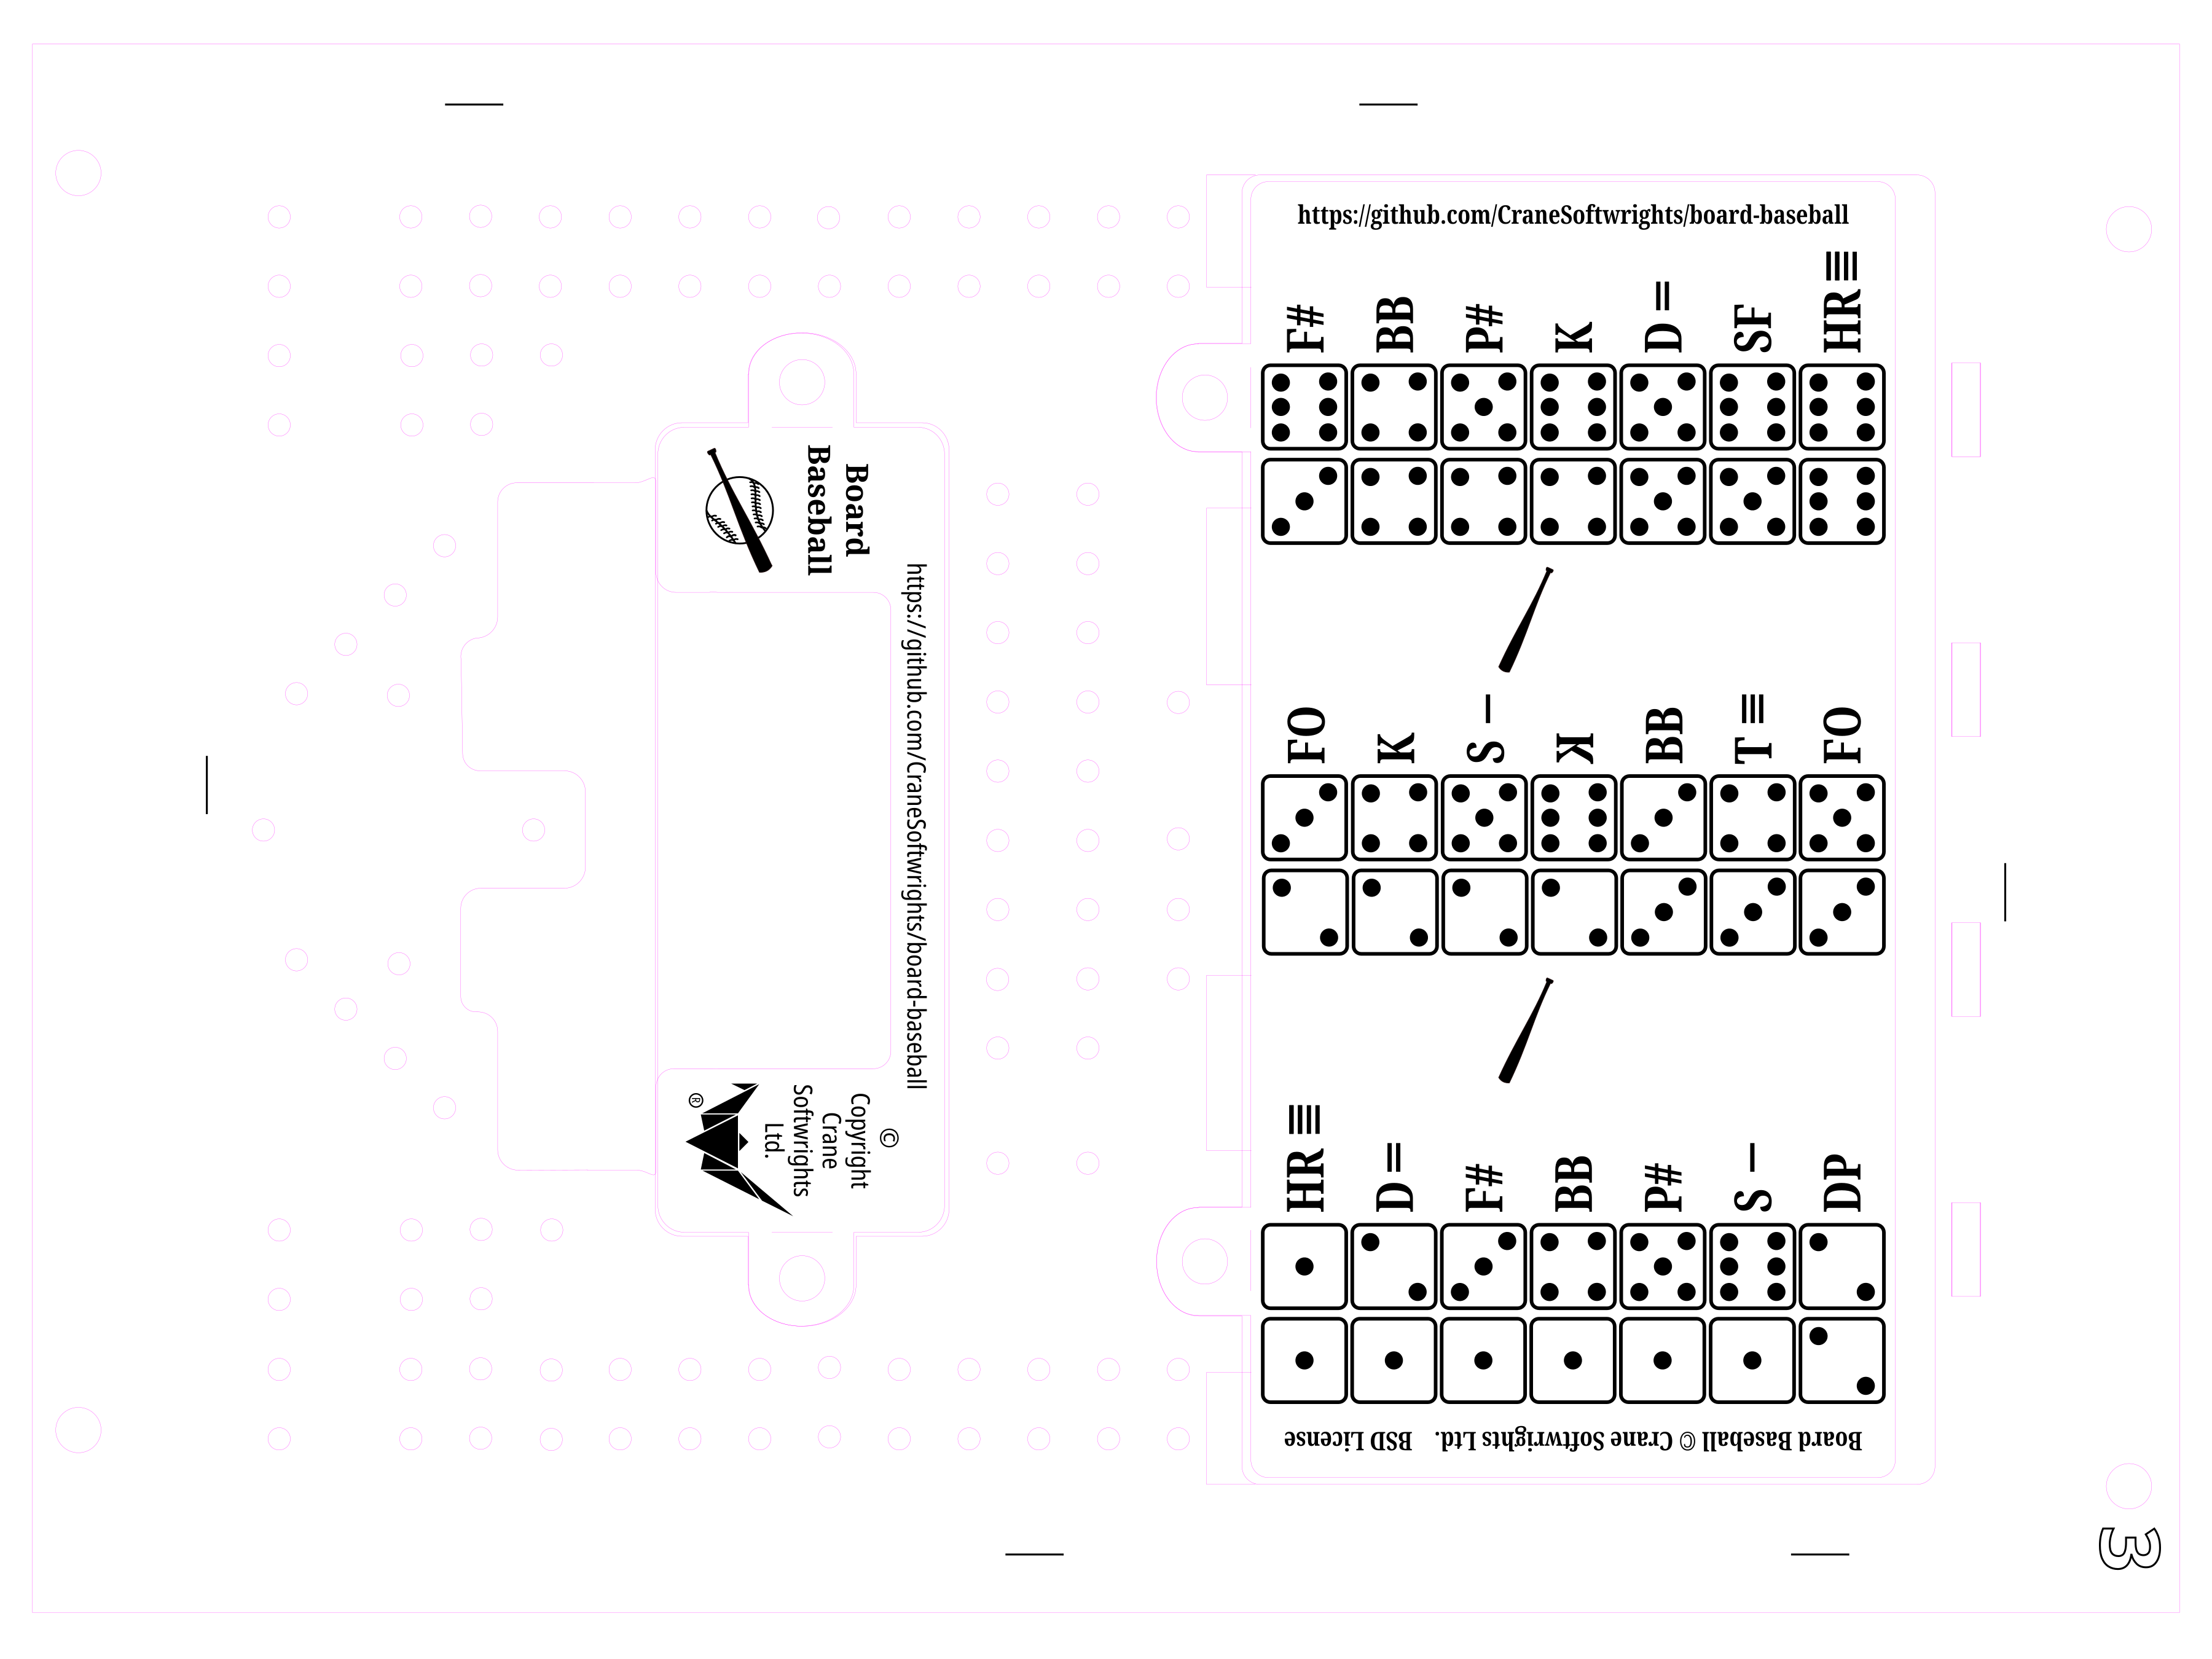 Board
Baseball
https://github.com/CraneSoftwrights/board-baseball
©
Copyright
Crane
Softwrights
Ltd.
®
https://github.com/CraneSoftwrights/board-baseball
HR ≣
D =
F#
BB
P#
S –
DP
FO
K
S –
ꓘ
BB
T ≡
FO
F#
BB
P#
K
D =
SF
HR ≣
Board Baseball © Crane Softwrights Ltd. BSD License
3